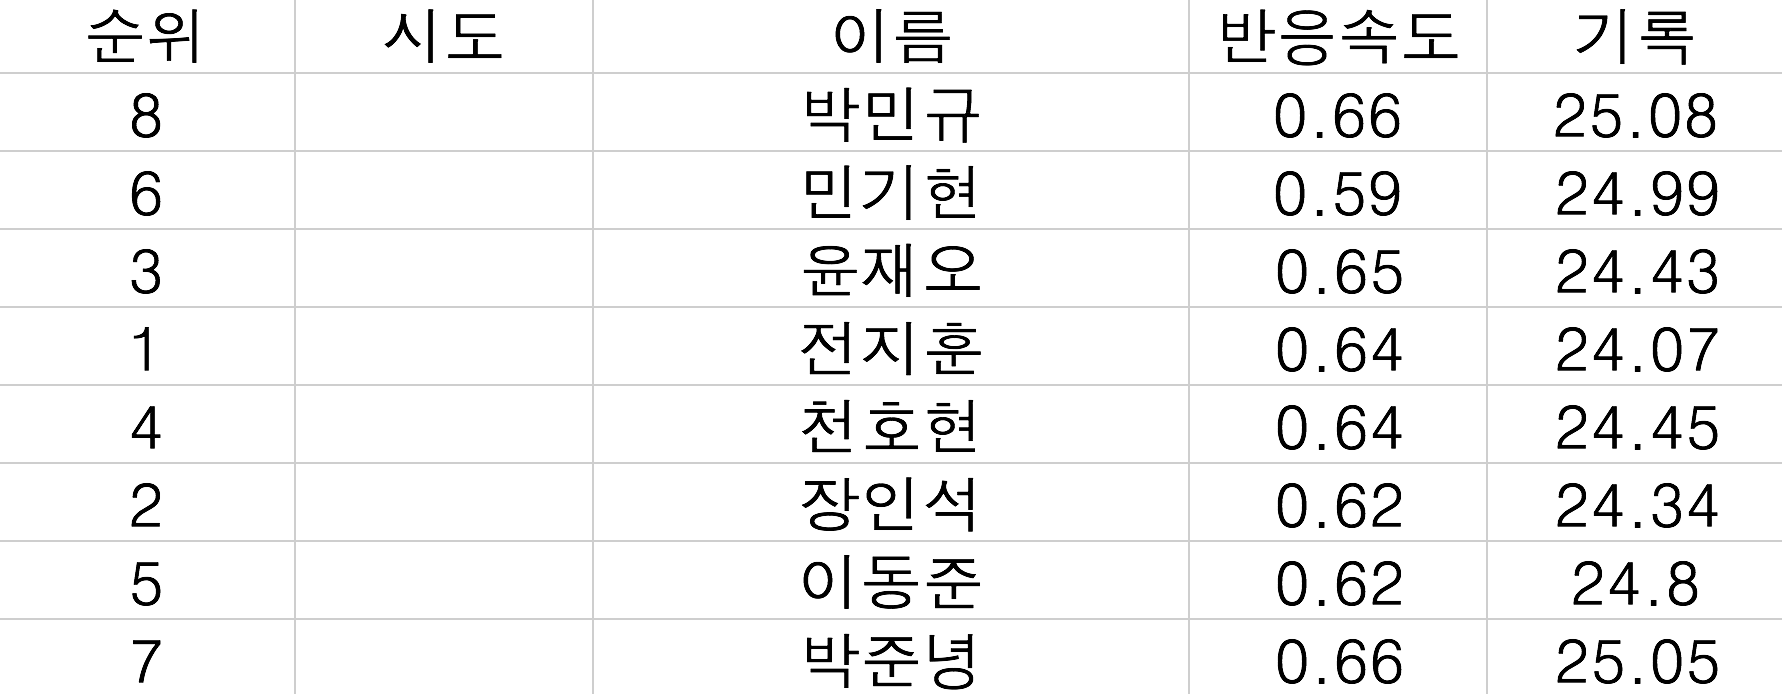 순위 시도 이름 반응속도 기록
8 박민규 0.66 25.08
6 민기현 0.59 24.99
3 윤재오 0.65 24.43
1 전지훈 0.64 24.07
4 천호현 0.64 24.45
2 장인석 0.62 24.34
5 이동준 0.62 24.8
7 박준녕 0.66 25.05